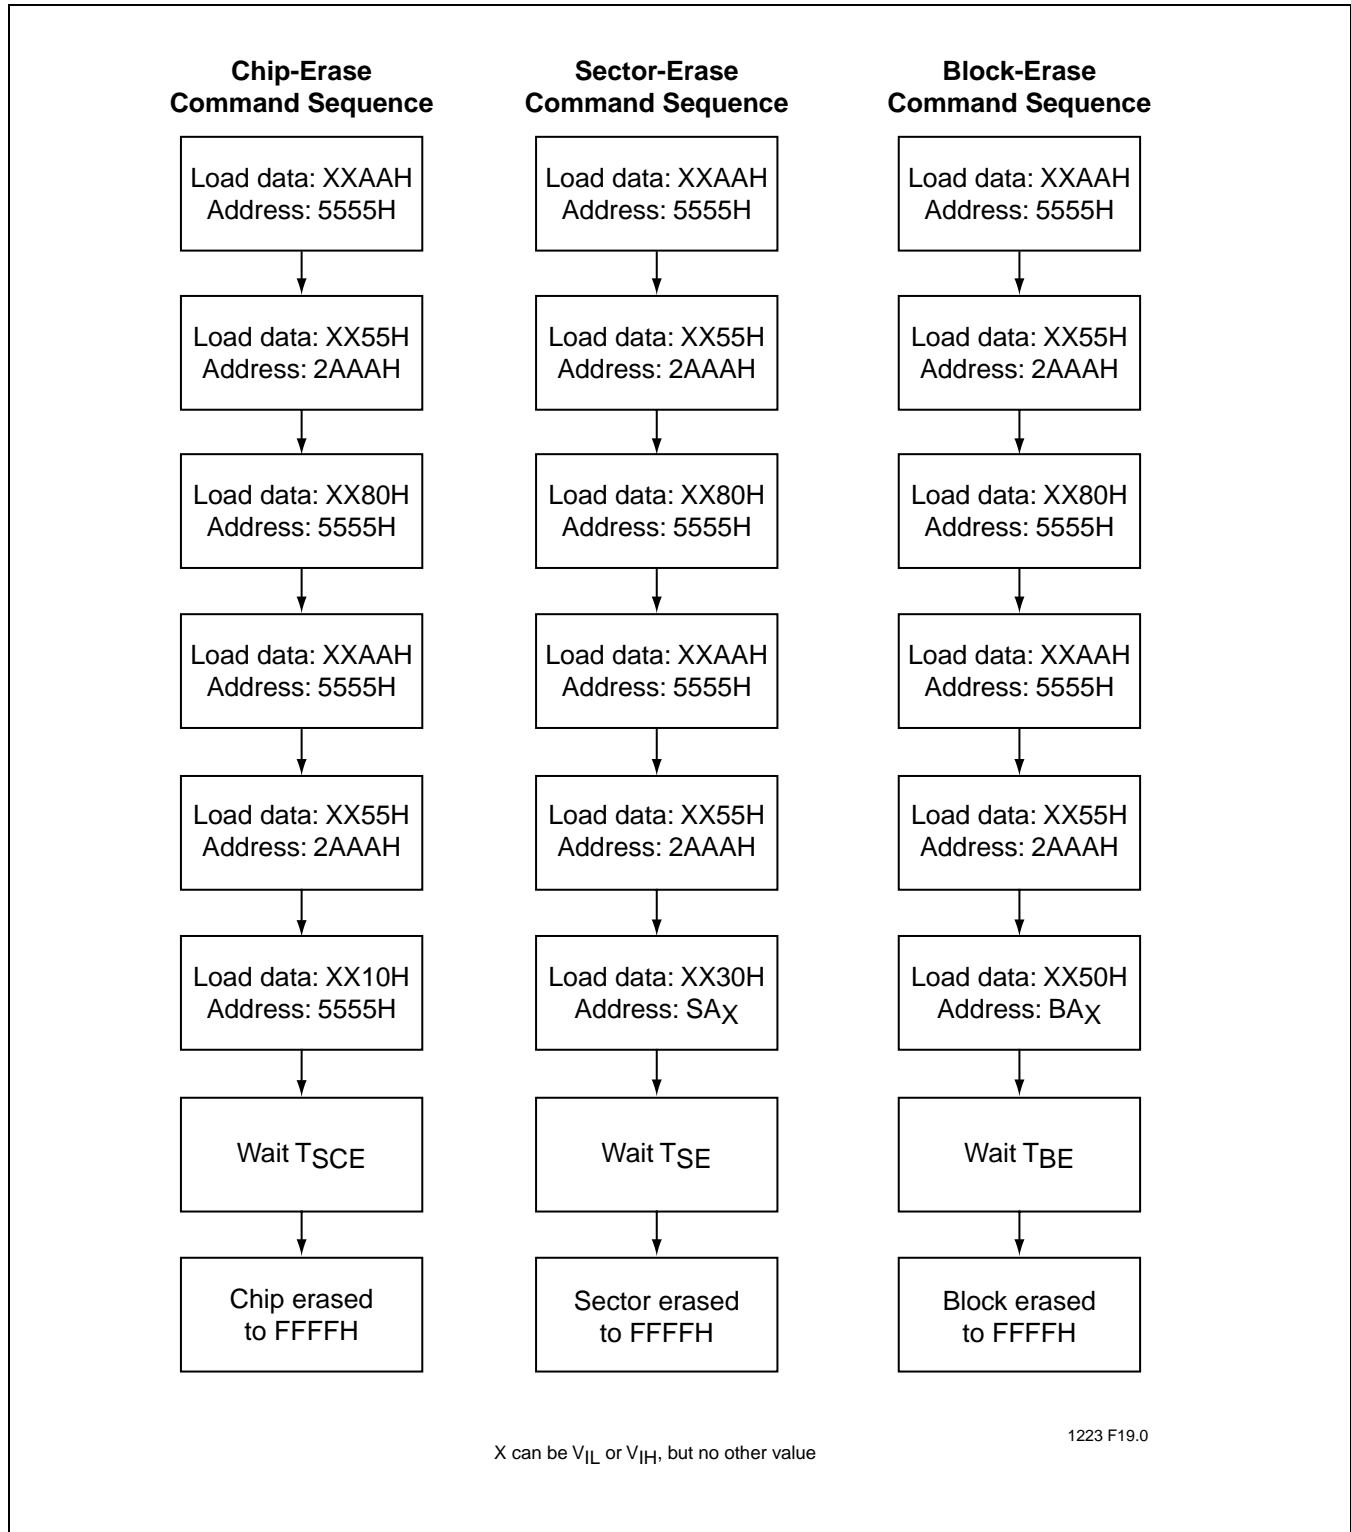 Chip-Erase
Command Sequence
Load data: XXAAH
Address: 5555H
Load data: XX55H
Address: 2AAAH
Load data: XX80H
Address: 5555H
Load data: XXAAH
Address: 5555H
Load data: XX55H
Address: 2AAAH
Load data: XX10H
Address: 5555H
Wait TSCE
Chip erased
to FFFFH
Sector-Erase
Command Sequence
Load data: XXAAH
Address: 5555H
Load data: XX55H
Address: 2AAAH
Load data: XX80H
Address: 5555H
Load data: XXAAH
Address: 5555H
Load data: XX55H
Address: 2AAAH
Load data: XX30H
Address: SAX
Wait TSE
Sector erased
to FFFFH
Block-Erase
Command Sequence
Load data: XXAAH
Address: 5555H
Load data: XX55H
Address: 2AAAH
Load data: XX80H
Address: 5555H
Load data: XXAAH
Address: 5555H
Load data: XX55H
Address: 2AAAH
Load data: XX50H
Address: BAX
Wait TBE
Block erased
to FFFFH
1223 F19.0
X can be VIL or VIH, but no other value